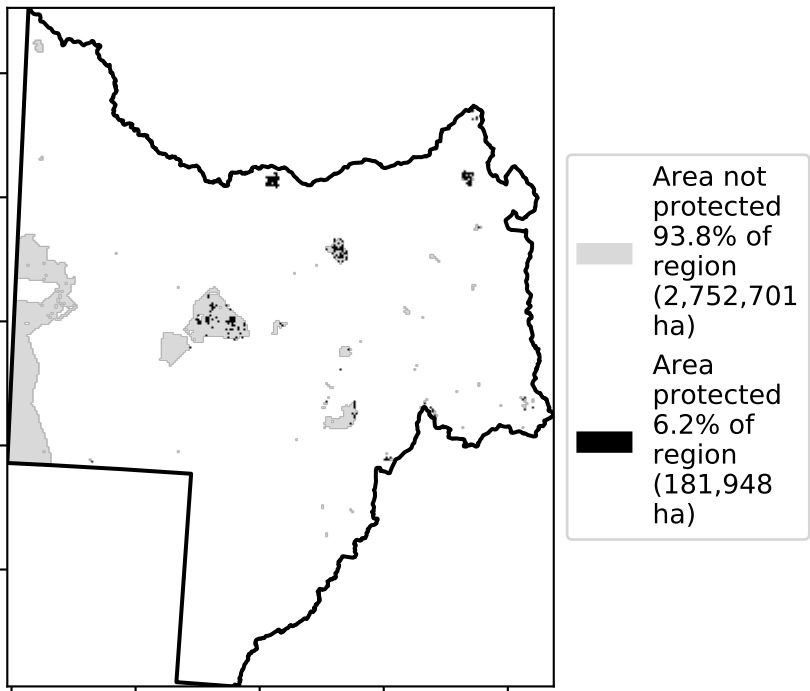 Area not
protected
93.8% of
region
(2,752,701
ha)
Area
protected
6.2% of
region
(181,948
ha)